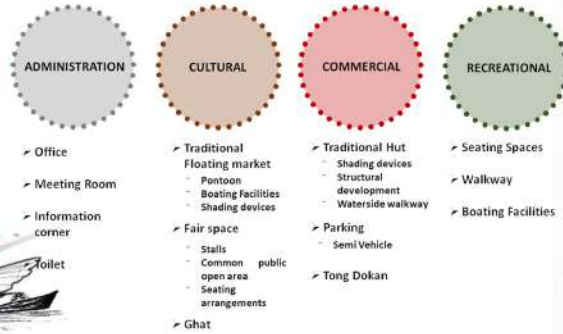 ADMINISTRATION
➢ Office
➢ Meeting Room
➢ Information
corner
➢ Toilet
CULTURAL
➢ Traditional
Floating market
- Pontoon
- Boating Facilities
- Shading devices
➢ Fair space
- Stalls
- Common public
open area
- Seating
arrangements
➢ Ghat
COMMERCIAL
➢ Traditional Hut
- Shading devices
- Structural
development
- Waterside walkway
➢ Parking
- Semi Vehicle
➢ Tong Dokan
RECREATIONAL
➢ Seating Spaces
➢ Walkway
➢ Boating Facilities